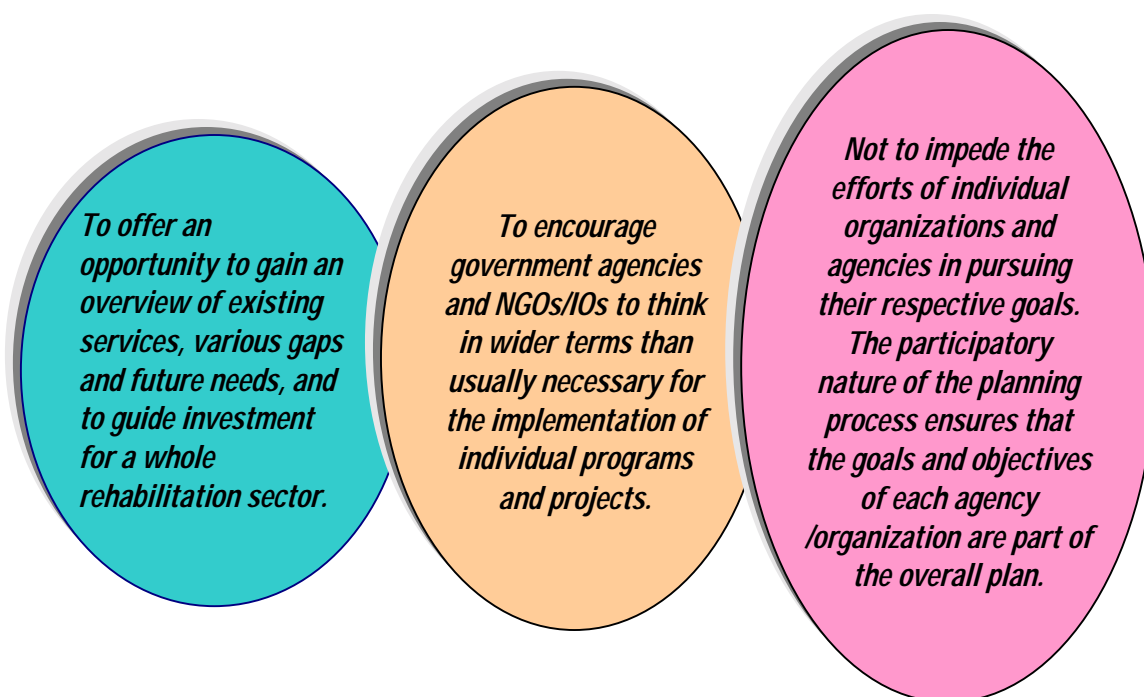 To offer an
opportunity to gain an
overview of existing
services, various gaps
and future needs, and
to guide investment
for a whole
rehabilitation sector.
To encourage
government agencies
and NGOs/IOs to think
in wider terms than
usually necessary for
the implementation of
individual programs
and projects.
Not to impede the
efforts of individual
organizations and
agencies in pursuing
their respective goals.
The participatory
nature of the planning
process ensures that
the goals and objectives
of each agency
/organization are part of
the overall plan.